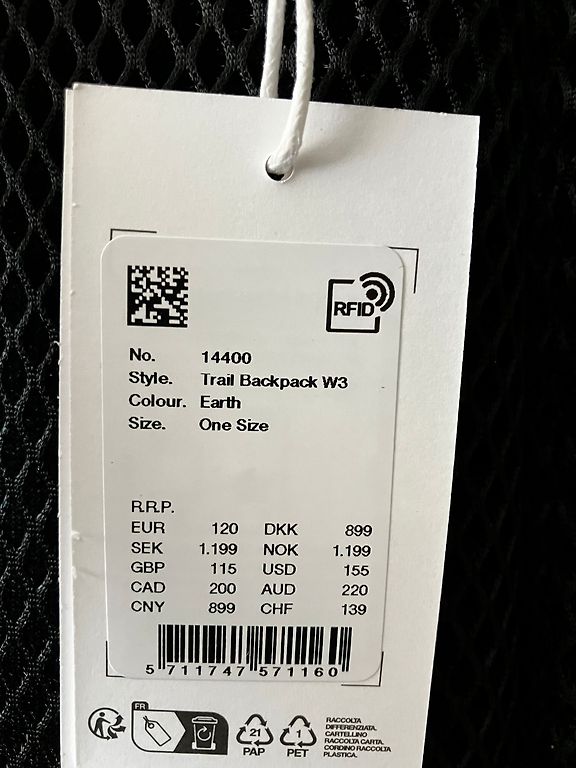 RFID
No. 14400
Style. Trail Backpack W3
Colour. Earth
Size. One Size
R.R.P.
EUR 120 DKK 899
SEK 1.199 NOK 1.199
GBP 115 USD 155
CAD 200 AUD 220
CNY 899 CHF 139
5 711747 571160
FR
21
PAP
1
PET
RACCOLTA
DIFFERENZIATA.
CARTELLINO
RACCOLTA CARTA.
CORDINO RACCOLTA
PLASTICA.